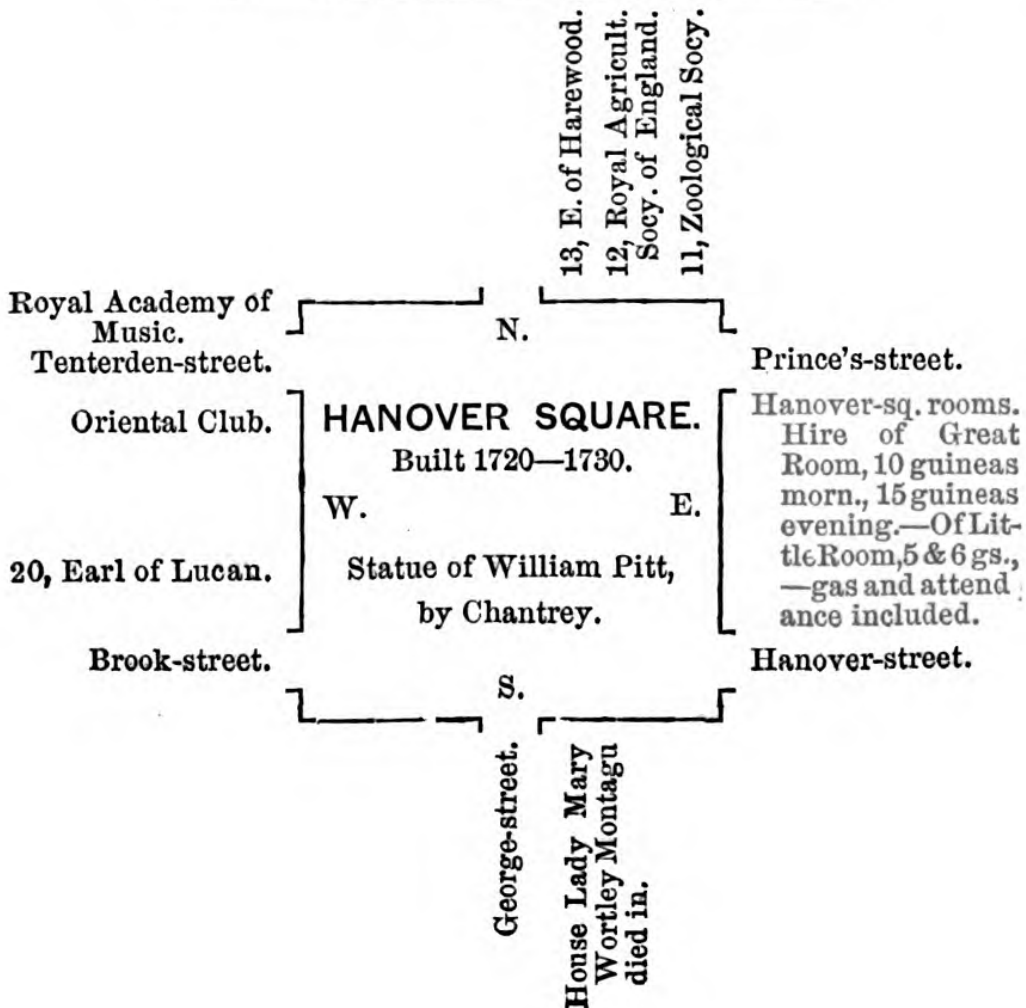 13, E. of Harewood.
12, Royal Agricult.
Socy. of England.
11, Zoological Socy.
Royal Academy of
Music.
Tenterden-street.
N.
Prince's-street.
Oriental Club.
HANOVER SQUARE.
Built 1720—1730.
W.
E.
20, Earl of Lucan.
Statue of William Pitt,
by Chantrey.
Hanover-sq. rooms.
Hire of Great
Room, 10 guineas
morn., 15 guineas
evening.—Of Lit-
tle Room, 5 & 6 gs.,
—gas and attend
ance included.
Brook-street.
S.
Hanover-street.
George-street.
House Lady Mary
Wortley Montagu
died in.